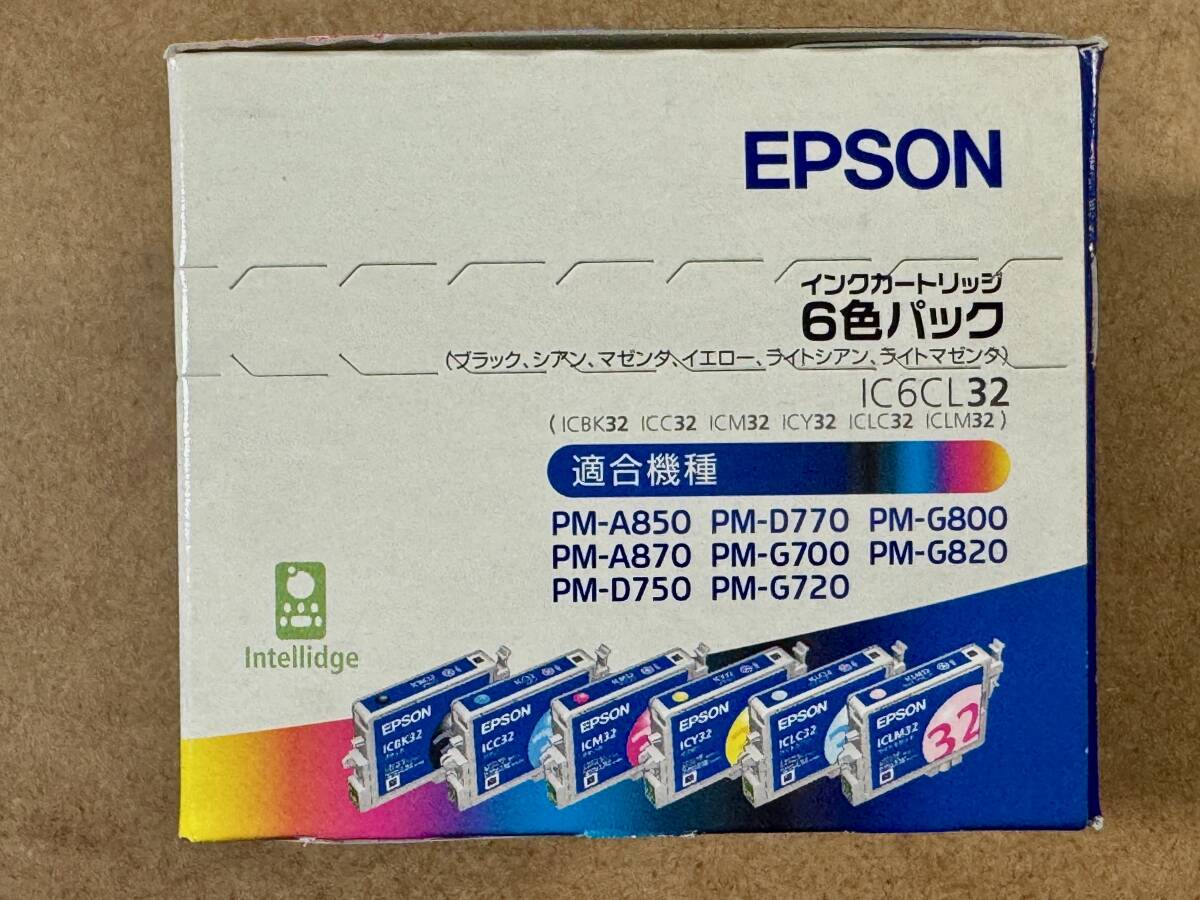 EPSON
インクカートリッジ
6色パック
(ブラック、シアン、マゼンタ、イエロー、ライトシアン、ライトマゼンタ)
IC6CL32
(ICBK32 ICC32 ICM32 ICY32 ICLC32 ICLM32)
適合機種
PM-A850 PM-D770 PM-G800
PM-A870 PM-G700 PM-G820
PM-D750 PM-G720
Intellidge
EPSON
ICBK32
EPSON
ICC32
EPSON
ICM32
EPSON
ICY32
EPSON
ICLC32
EPSON
ICLM32
32